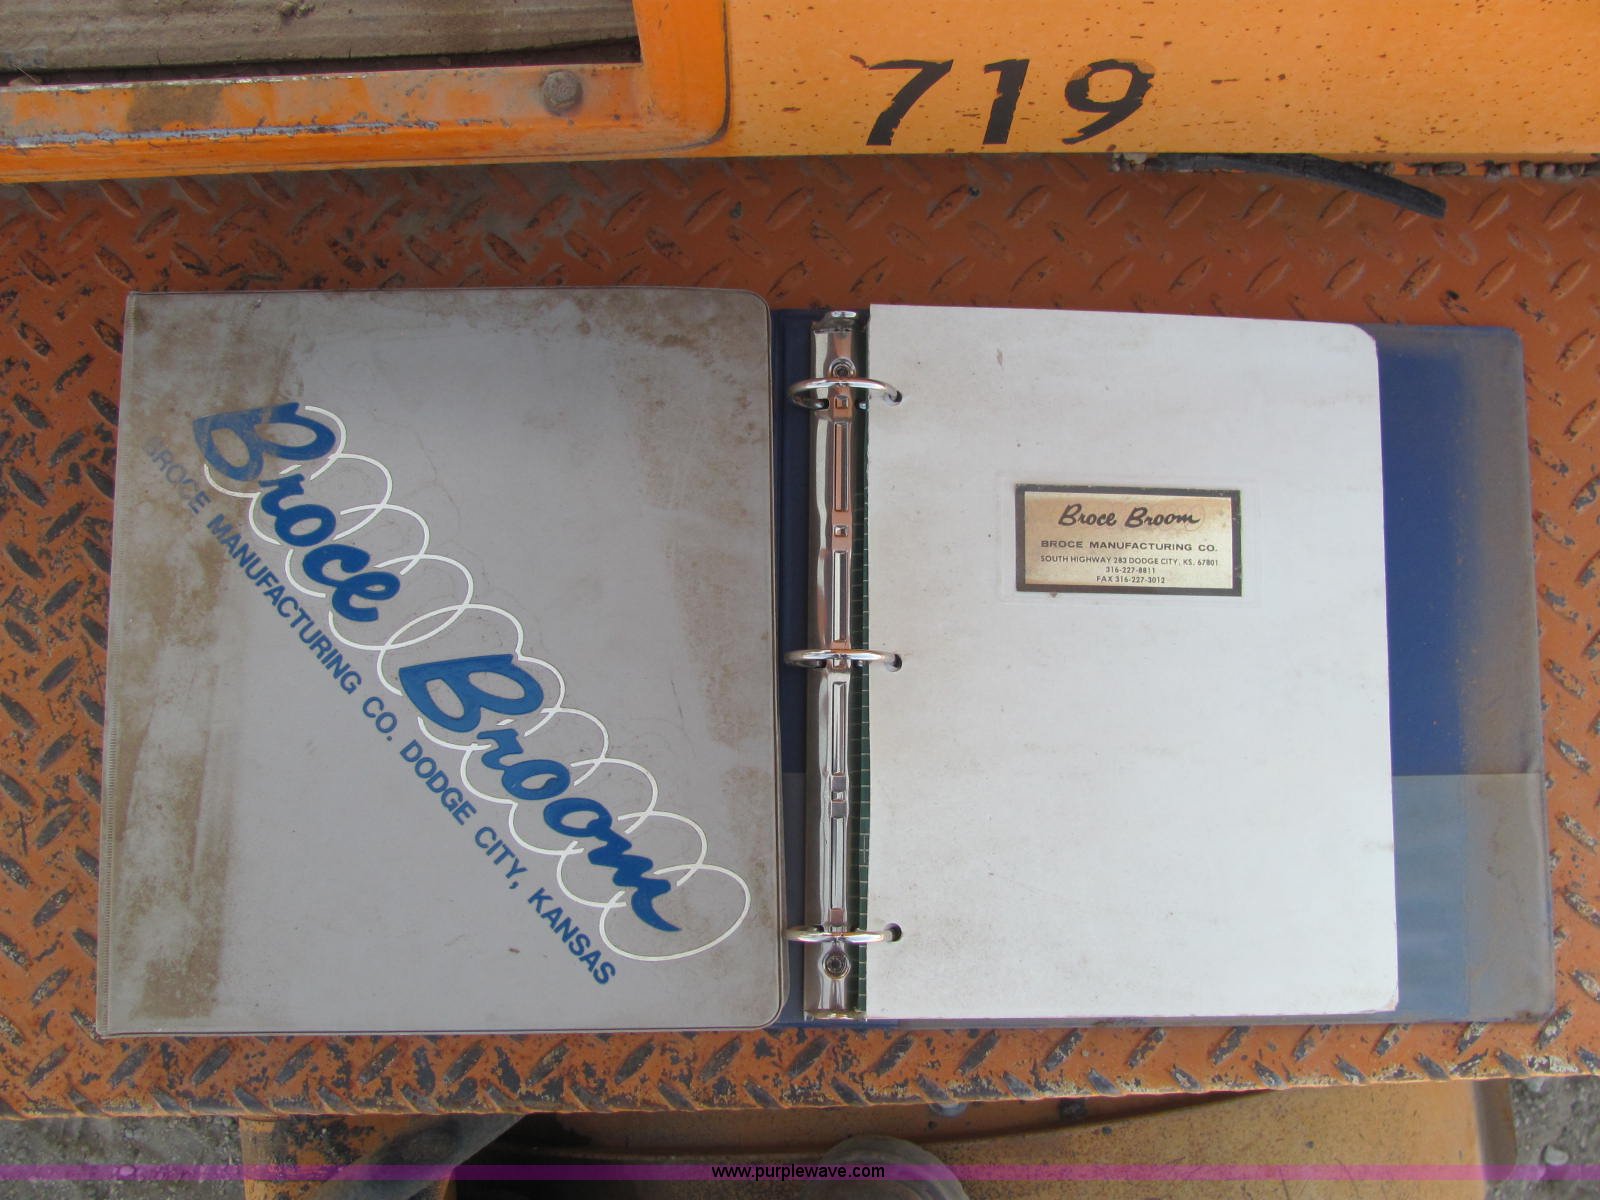 719
Broce Broom
BROCE MANUFACTURING CO. DODGE CITY, KANSAS
Broce Broom
BROCE MANUFACTURING CO.
SOUTH HIGHWAY 283 DODGE CITY, KS. 67801
316-227-8811
FAX 316-227-3012
www.purplewave.com